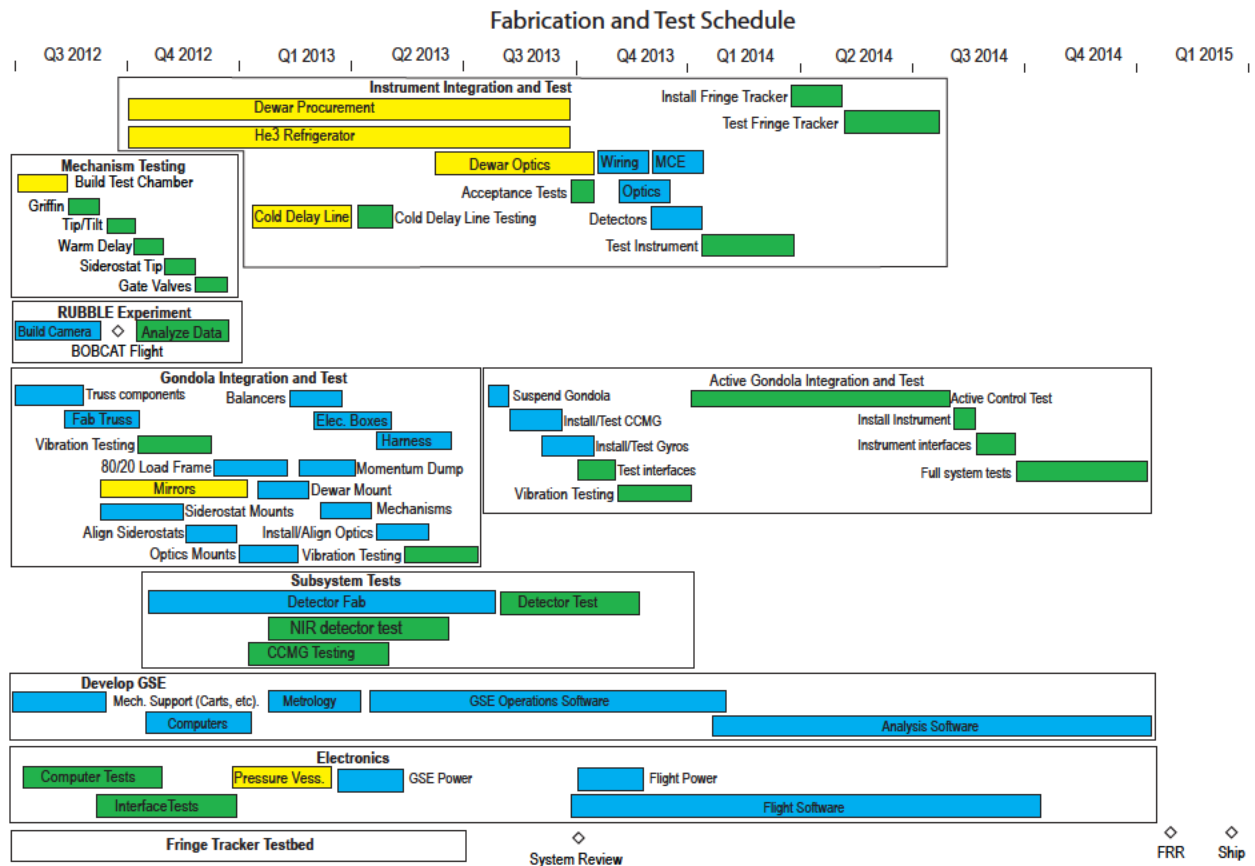 Fabrication and Test Schedule
Q3 2012 Q4 2012 Q1 2013 Q2 2013 Q3 2013 Q4 2013 Q1 2014 Q2 2014 Q3 2014 Q4 2014 Q1 2015
Instrument Integration and Test
Dewar Procurement
Install Fringe Tracker
Test Fringe Tracker
He3 Refrigerator
Dewar Optics
Wiring
MCE
Acceptance Tests
Optics
Cold Delay Line
Cold Delay Line Testing
Detectors
Test Instrument
Mechanism Testing
Build Test Chamber
Griffin
Tip/Tilt
Warm Delay
Siderostat Tip
Gate Valves
RUBBLE Experiment
Build Camera
Analyze Data
BOBCAT Flight
Gondola Integration and Test
Truss components
Balancers
Fab Truss
Elec. Boxes
Vibration Testing
Harness
80/20 Load Frame
Momentum Dump
Mirrors
Dewar Mount
Siderostat Mounts
Mechanisms
Align Siderostats
Install/Align Optics
Optics Mounts
Vibration Testing
Active Gondola Integration and Test
Suspend Gondola
Active Control Test
Install/Test CCMG
Install Instrument
Install/Test Gyros
Instrument interfaces
Test interfaces
Full system tests
Vibration Testing
Subsystem Tests
Detector Fab
Detector Test
NIR detector test
CCMG Testing
Develop GSE
Mech. Support (Carts, etc).
Metrology
GSE Operations Software
Computers
Analysis Software
Electronics
Computer Tests
Pressure Vess.
GSE Power
Flight Power
InterfaceTests
Flight Software
Fringe Tracker Testbed
System Review
FRR
Ship